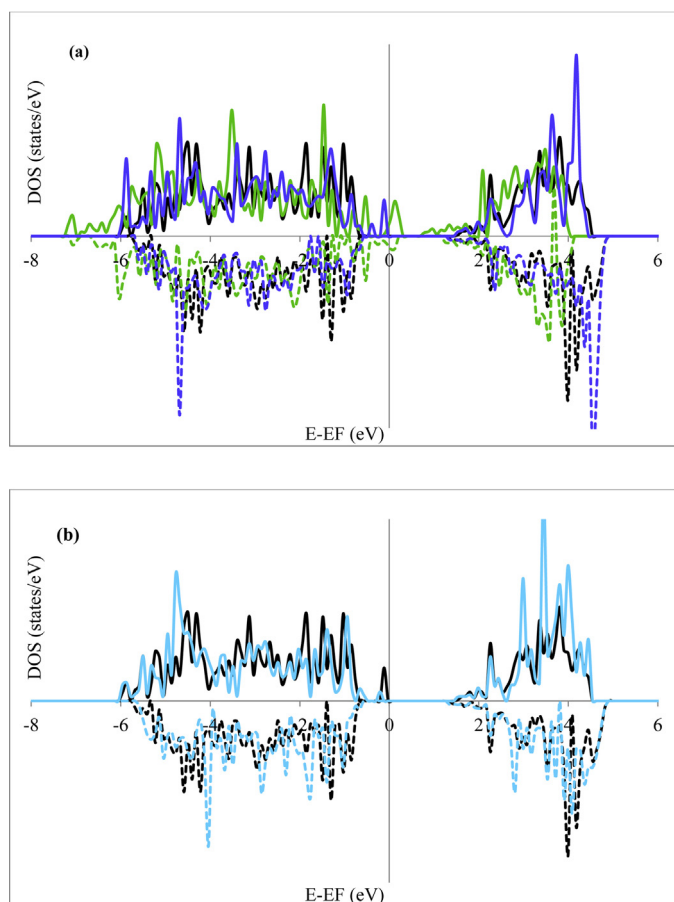 (a)
DOS (states/eV)
-8 -6 -4 -2 0 2 4 6
E-EF (eV)
(b)
DOS (states/eV)
-8 -6 -4 -2 0 2 4 6
E-EF (eV)